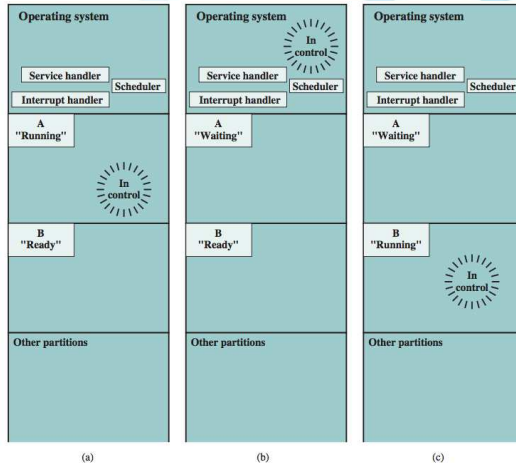 Operating system
In
control
Service handler
Scheduler
Interrupt handler
A
"Running"
In
control
B
"Ready"
Other partitions
(a)
Operating system
In
control
Service handler
Scheduler
Interrupt handler
A
"Waiting"
B
"Ready"
Other partitions
(b)
Operating system
Service handler
Scheduler
Interrupt handler
A
"Waiting"
B
"Running"
In
control
Other partitions
(c)